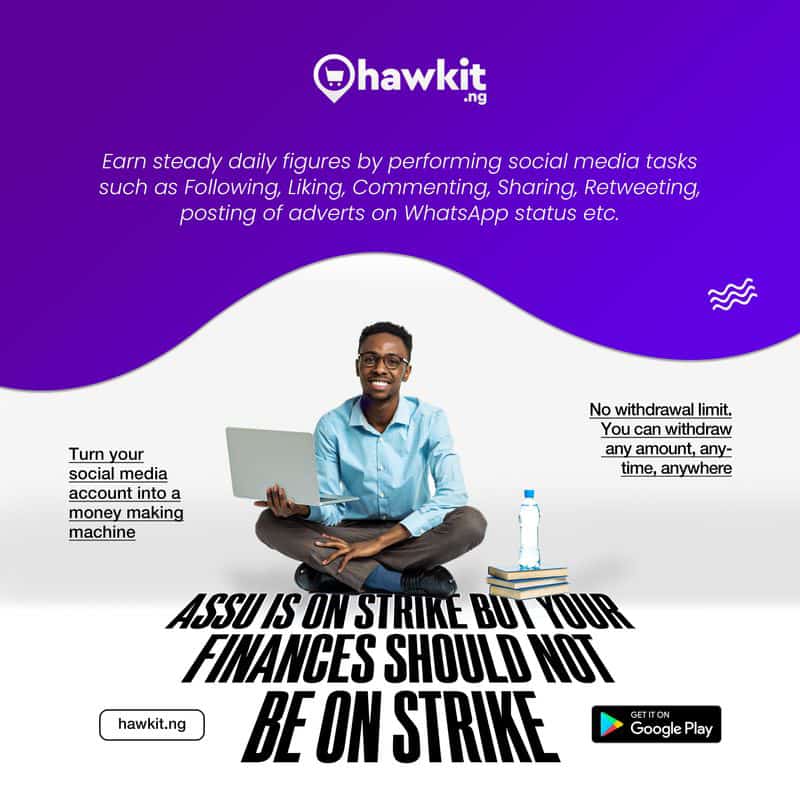 hawkit
.ng
Earn steady daily figures by performing social media tasks
such as Following, Liking, Commenting, Sharing, Retweeting,
posting of adverts on WhatsApp status etc.
No withdrawal limit.
You can withdraw
any amount, any-
time, anywhere
Turn your
social media
account into a
money making
machine
ASSU IS ON STRIKE BUT YOUR
FINANCES SHOULD NOT
BE ON STRIKE
hawkit.ng
GET IT ON
Google Play